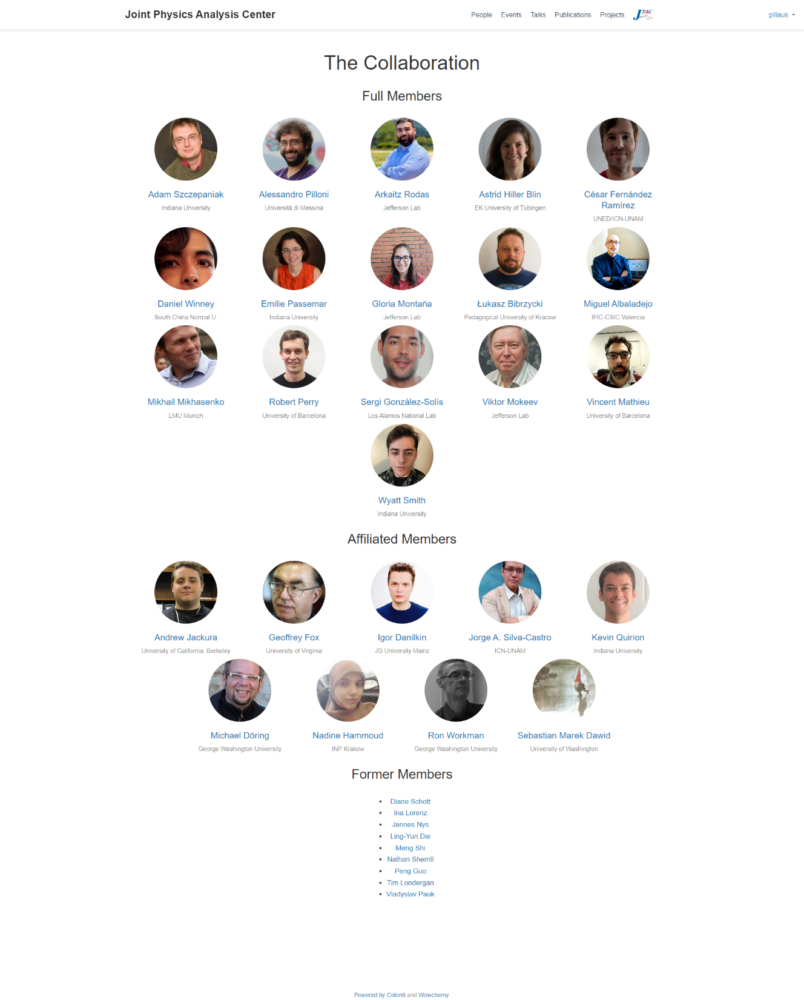 Joint Physics Analysis Center
People Events Talks Publications Projects JPAC pillaus
The Collaboration
Full Members
Adam Szczepaniak Alessandro Pilloni Arkaitz Rodas Astrid Hiller Blin César Fernández
Ramírez
Indiana University Università di Messina Jefferson Lab EK University of Tübingen
UNED/ICN-UNAM
Daniel Winney Emilie Passemar Gloria Montaña Łukasz Bibrzycki Miguel Albaladejo
South China Normal U. Indiana University Jefferson Lab Pedagogical University of Kracow IFIC-CSIC Valencia
Mikhail Mikhasenko Robert Perry Sergi Gonzàlez-Solís Viktor Mokeev Vincent Mathieu
LMU Munich University of Barcelona Los Alamos National Lab Jefferson Lab University of Barcelona
Wyatt Smith
Indiana University
Affiliated Members
Andrew Jackura Geoffrey Fox Igor Danilkin Jorge A. Silva-Castro Kevin Quirion
University of California, Berkeley University of Virginia JG University Mainz ICN-UNAM Indiana University
Michael Döring Nadine Hammoud Ron Workman Sebastian Marek Dawid
George Washington University INP Krakow George Washington University University of Washington
Former Members
• Diane Schott
• Ina Lorenz
• Jannes Nys
• Ling-Yun Dai
• Meng Shi
• Nathan Sherrill
• Peng Guo
• Tim Londergan
• Vladyslav Pauk
Powered by Cotonti and Wowchemy.